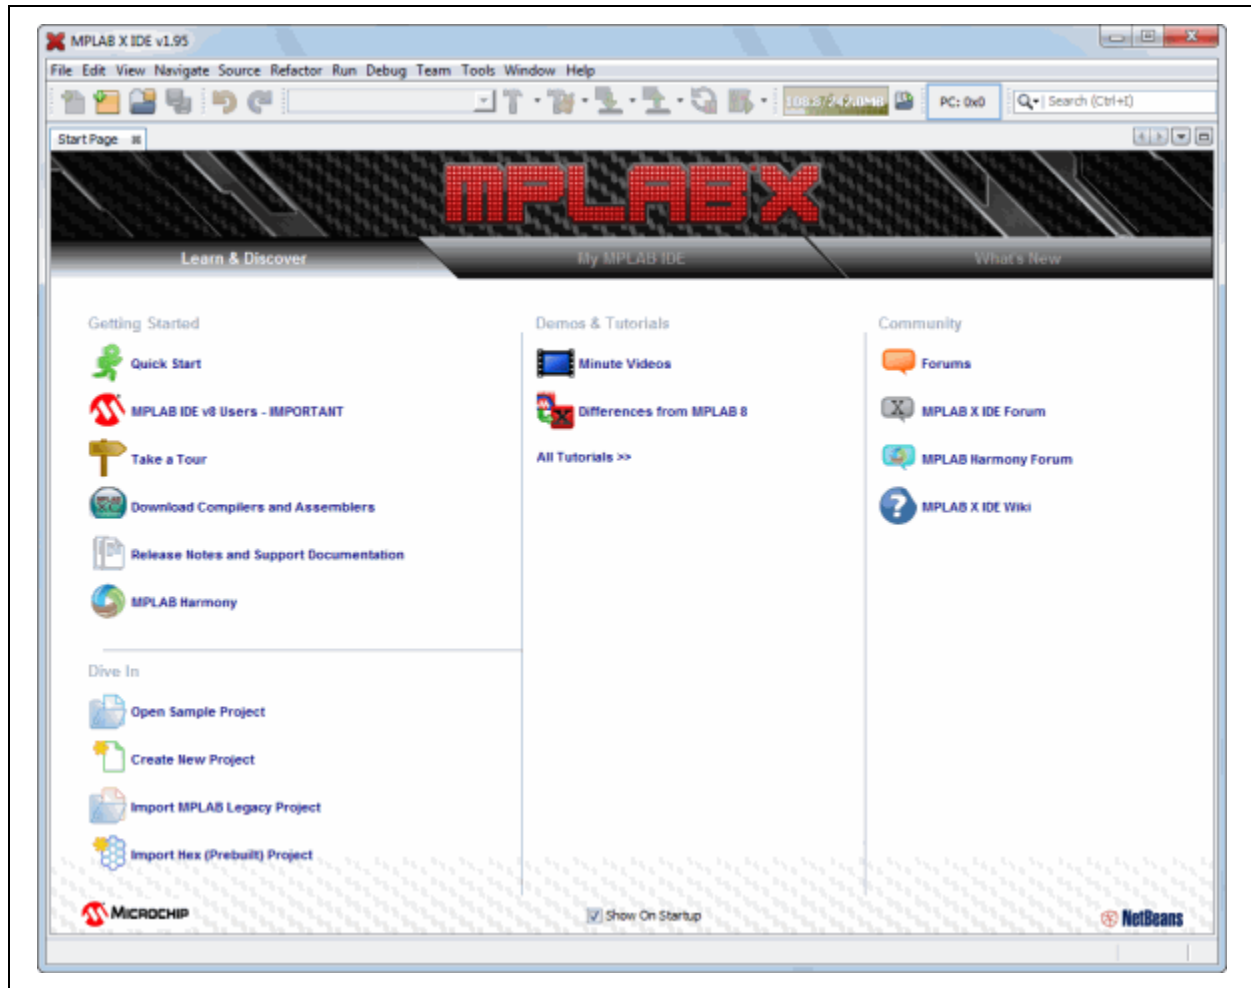 MPLAB X IDE v1.95
File Edit View Navigate Source Refactor Run Debug Team Tools Window Help
PC: 0x0
Search (Ctrl+I)
Start Page
MPLAB X
Learn & Discover
My MPLAB IDE
What's New
Getting Started
Quick Start
MPLAB IDE v8 Users - IMPORTANT
Take a Tour
Download Compilers and Assemblers
Release Notes and Support Documentation
MPLAB Harmony
Dive In
Open Sample Project
Create New Project
Import MPLAB Legacy Project
Import Hex (Prebuilt) Project
Demos & Tutorials
Minute Videos
Differences from MPLAB 8
All Tutorials >>
Community
Forums
MPLAB X IDE Forum
MPLAB Harmony Forum
MPLAB X IDE Wiki
MICROCHIP
Show On Startup
NetBeans